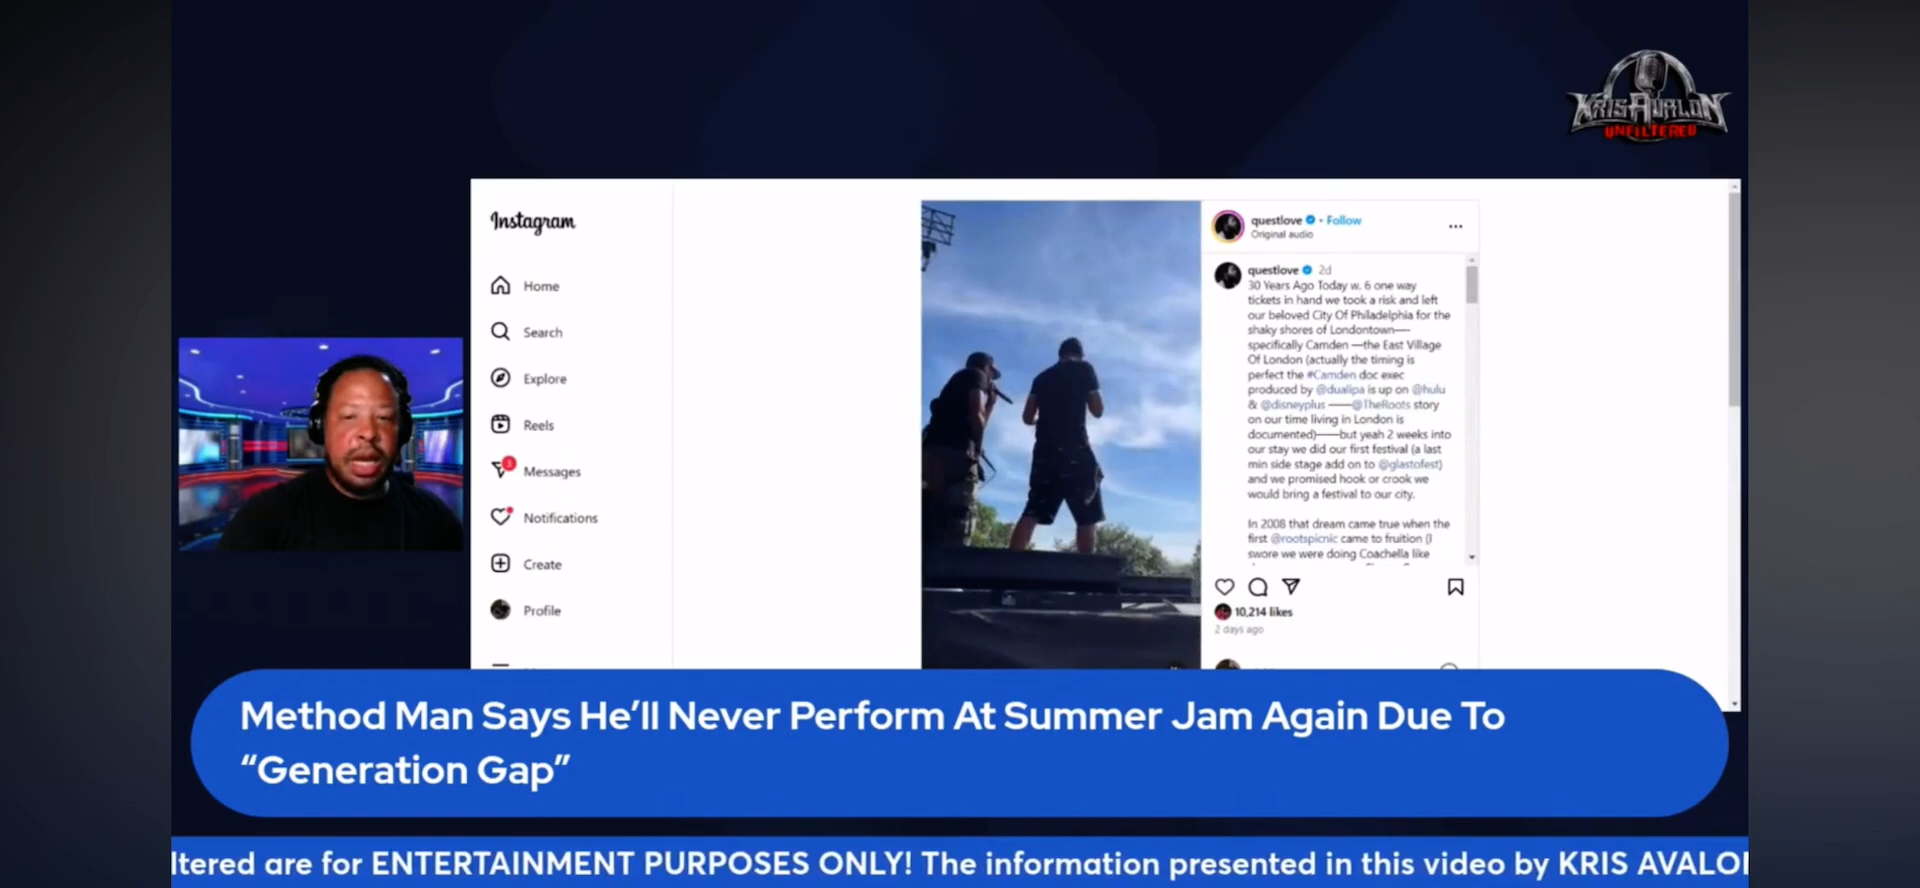 KRIS AVALON
UNFILTERED
Instagram
Home
Search
Explore
Reels
1
Messages
Notifications
Create
Profile
questlove • Follow
Original audio
questlove 2d
30 Years Ago Today w. 6 one way
tickets in hand we took a risk and left
our beloved City Of Philadelphia for the
shaky shores of Londontown—-
specifically Camden —the East Village
Of London (actually the timing is
perfect the #Camden doc exec
produced by @dualipa is up on @hulu
& @disneyplus ——@TheRoots story
on our time living in London is
documented)——but yeah 2 weeks into
our stay we did our first festival (a last
min side stage add on to @glastofest)
and we promised hook or crook we
would bring a festival to our city.
In 2008 that dream came true when the
first @rootspicnic came to fruition (I
swore we were doing Coachella like
10,214 likes
2 days ago
Method Man Says He’ll Never Perform At Summer Jam Again Due To
“Generation Gap”
ltered are for ENTERTAINMENT PURPOSES ONLY! The information presented in this video by KRIS AVALO